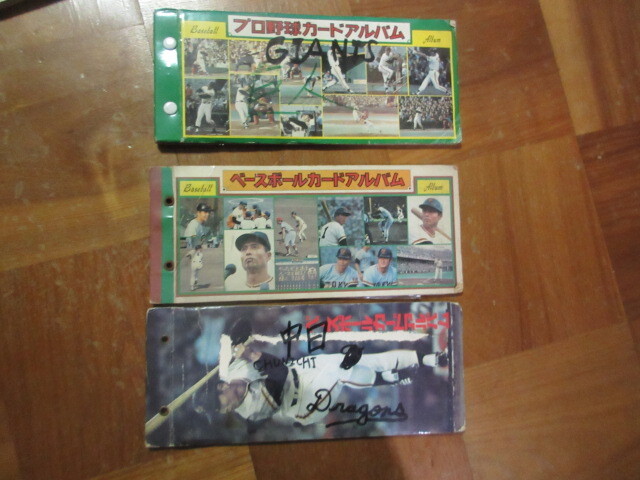 Baseball
プロ野球カードアルバム
Album
GIANTS
Baseball
ベースボールカードアルバム
Album
中日
CHUNICHI
Dragons